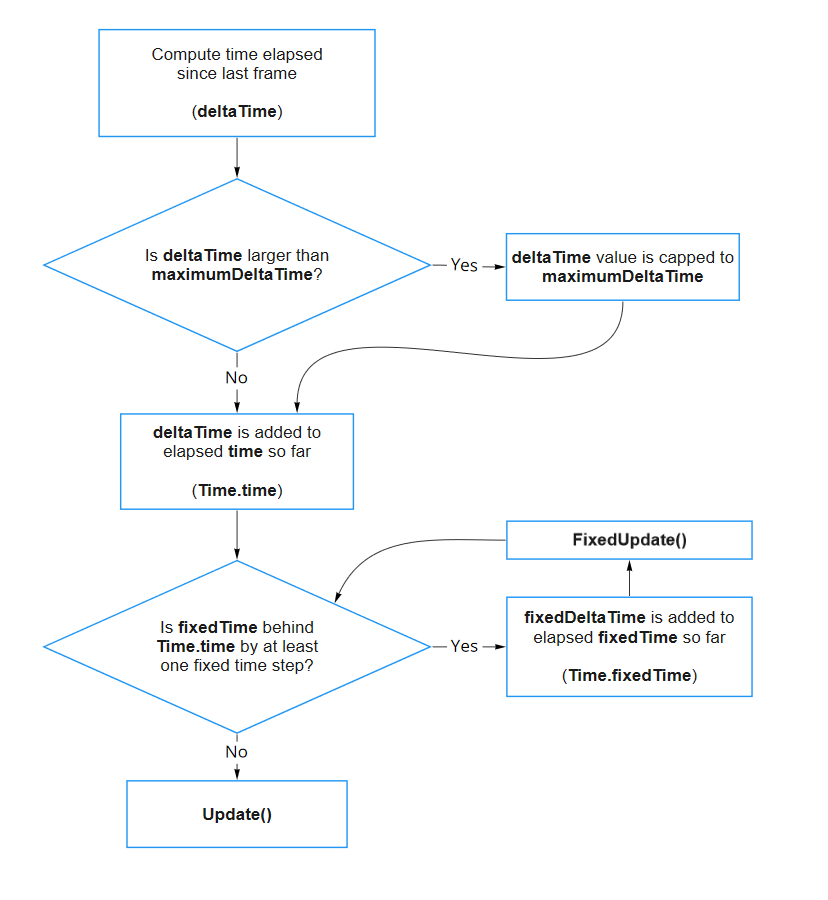 Compute time elapsed
since last frame
(deltaTime)
Is deltaTime larger than
maximumDeltaTime?
Yes
deltaTime value is capped to
maximumDeltaTime
No
deltaTime is added to
elapsed time so far
(Time.time)
FixedUpdate()
Is fixedTime behind
Time.time by at least
one fixed time step?
Yes
fixedDeltaTime is added to
elapsed fixedTime so far
(Time.fixedTime)
No
Update()